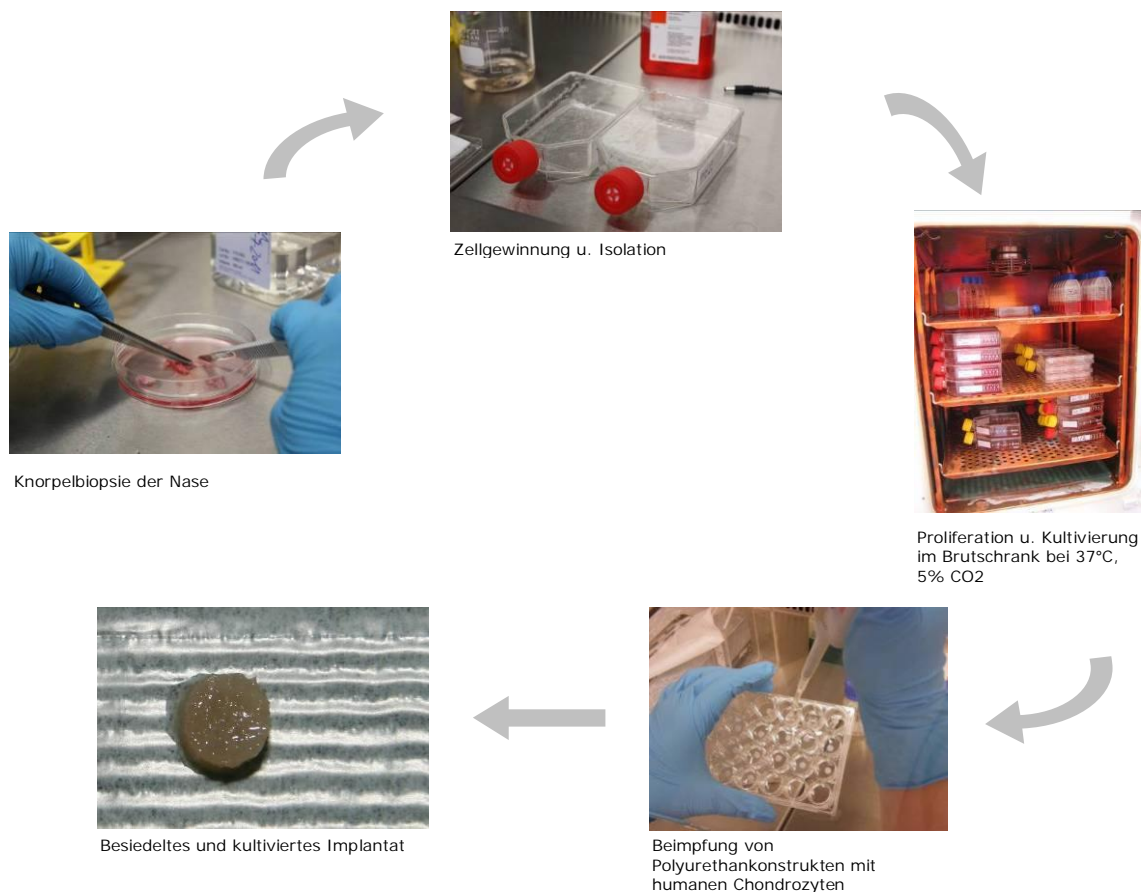 Zellgewinnung u. Isolation
Knorpelbiopsie der Nase
Proliferation u. Kultivierung
im Brutschrank bei 37°C,
5% CO2
Besiedeltes und kultiviertes Implantat
Beimpfung von
Polyurethankonstrukten mit
humanen Chondrozyten